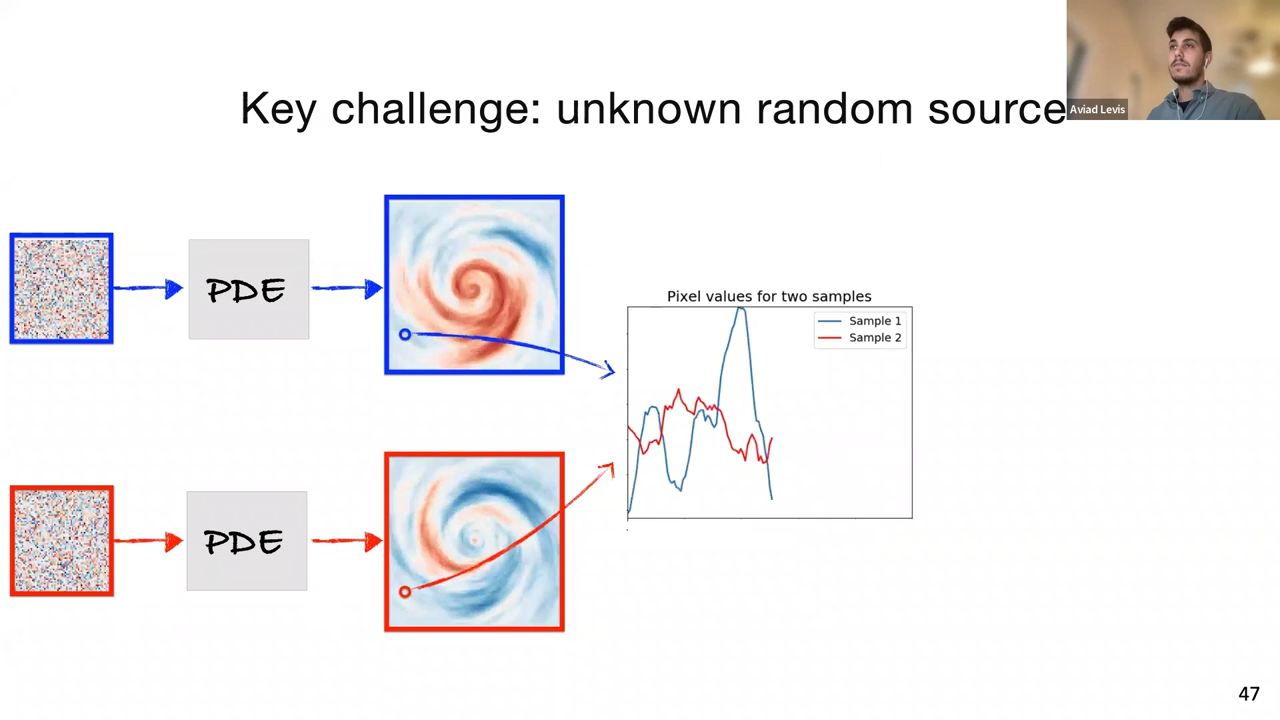 Aviad Levis
Key challenge: unknown random source
PDE
Pixel values for two samples
Sample 1
Sample 2
PDE
47